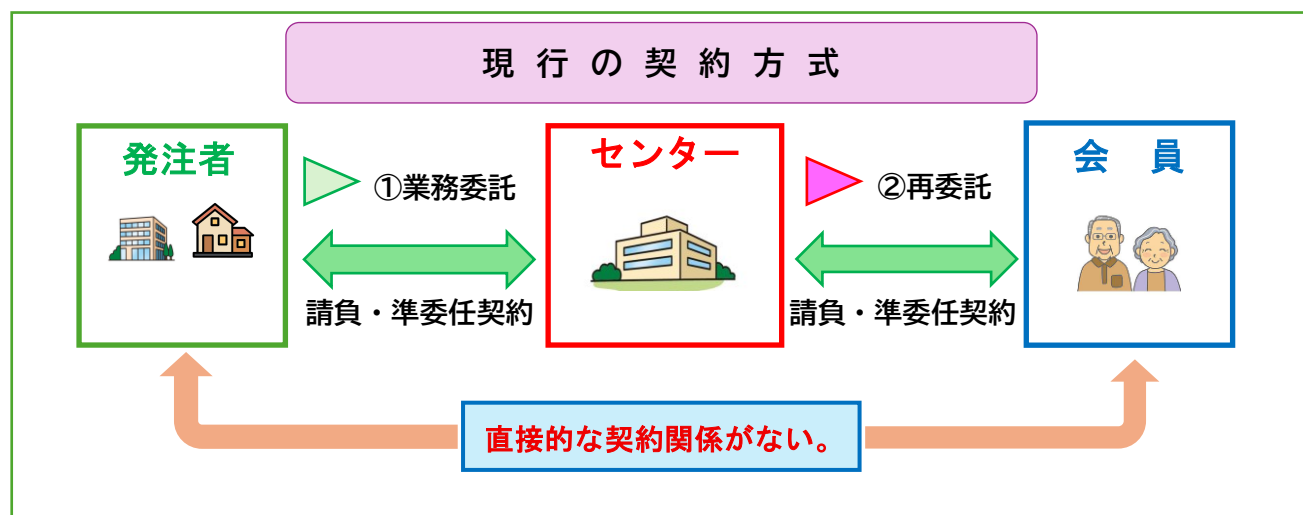 現行の契約方式
発注者
①業務委託
請負・準委任契約
センター
②再委託
請負・準委任契約
会員
直接的な契約関係がない。